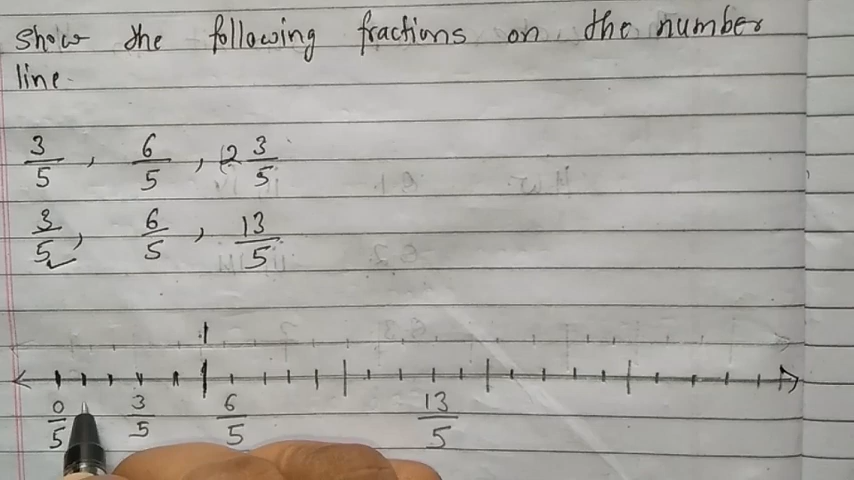 Show the following fractions on the number
line.
3/5, 6/5, 2 3/5
3/5, 6/5, 13/5
1
0/5 3/5 6/5 13/5